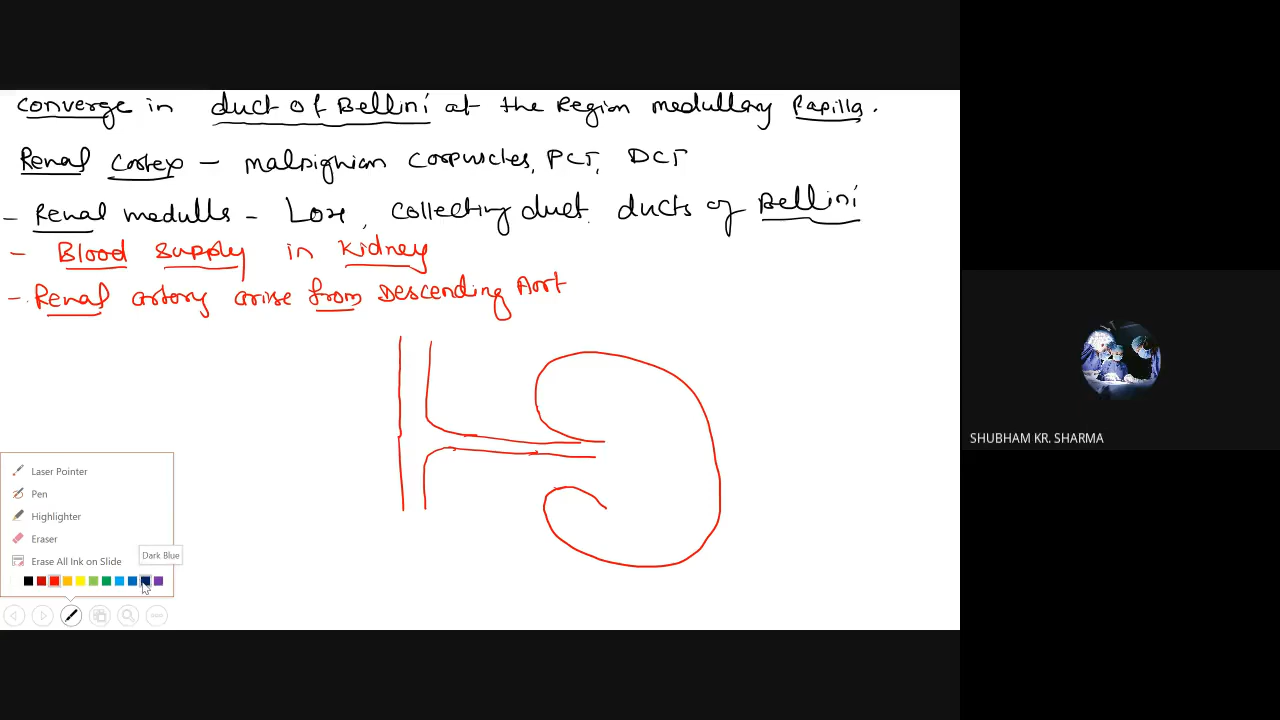 converge in duct of Bellini at the Region medullary Papilla.
Renal cortex - malpighian corpuscles, PCT, DCT
- Renal medulla - LOH, collecting duct. ducts of Bellini
- Blood supply in kidney
- Renal artery arise from Descending Aort
SHUBHAM KR. SHARMA
Laser Pointer
Pen
Highlighter
Eraser
Erase All Ink on Slide
Dark Blue